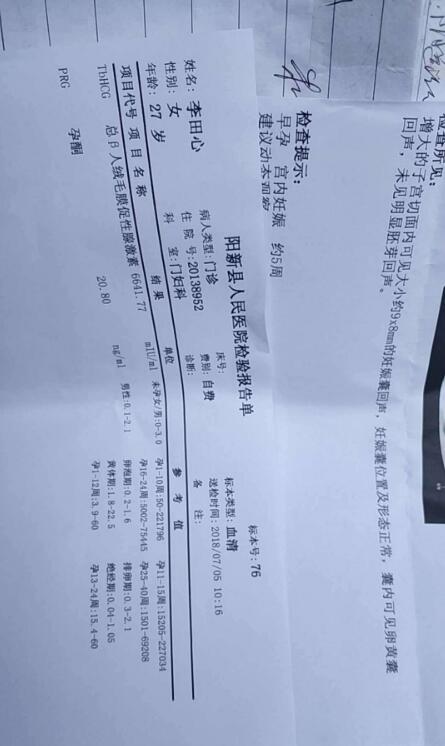 检查所见:
增大的子宫切面内可见大小约9x8mm的妊娠囊回声，妊娠囊位置及形态正常，囊内可见卵黄囊
回声，未见明显胚芽回声。
检查提示:
早孕 宫内妊娠 约5周
建议动态观察
阳新县人民医院检验报告单
标本号:76
姓名: 李田心 病人类型:门诊 床号: 标本类型:血清
性别: 女 住 院 号:20138952 费别:自费 送检时间:2018/07/05 10:16
年龄: 27 岁 科 室:门妇科 诊断: 备 注:
项目代号 项 目 名 称 结 果 单位 参 考 值
TbHCG 总β人绒毛膜促性腺激素 6641.77 mIU/ml 未孕女/男:0-3.0 孕1-10周:50-221796 孕11-15周:15205-227034
孕16-24周:5002-75445 孕25-40周:1501-69208
PRG 孕酮 20.80 ng/ml 男性:0.1-2.1 卵泡期:0.2-1.6 排卵期:0.3-2.1
黄体期:1.8-22.5 绝经期:0.04-1.05
孕1-12周:3.9-60 孕13-24周:15.4-60